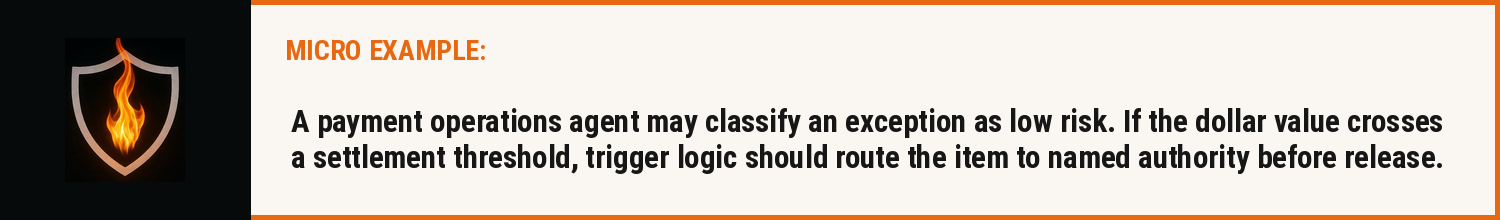 MICRO EXAMPLE:
A payment operations agent may classify an exception as low risk. If the dollar value crosses
a settlement threshold, trigger logic should route the item to named authority before release.